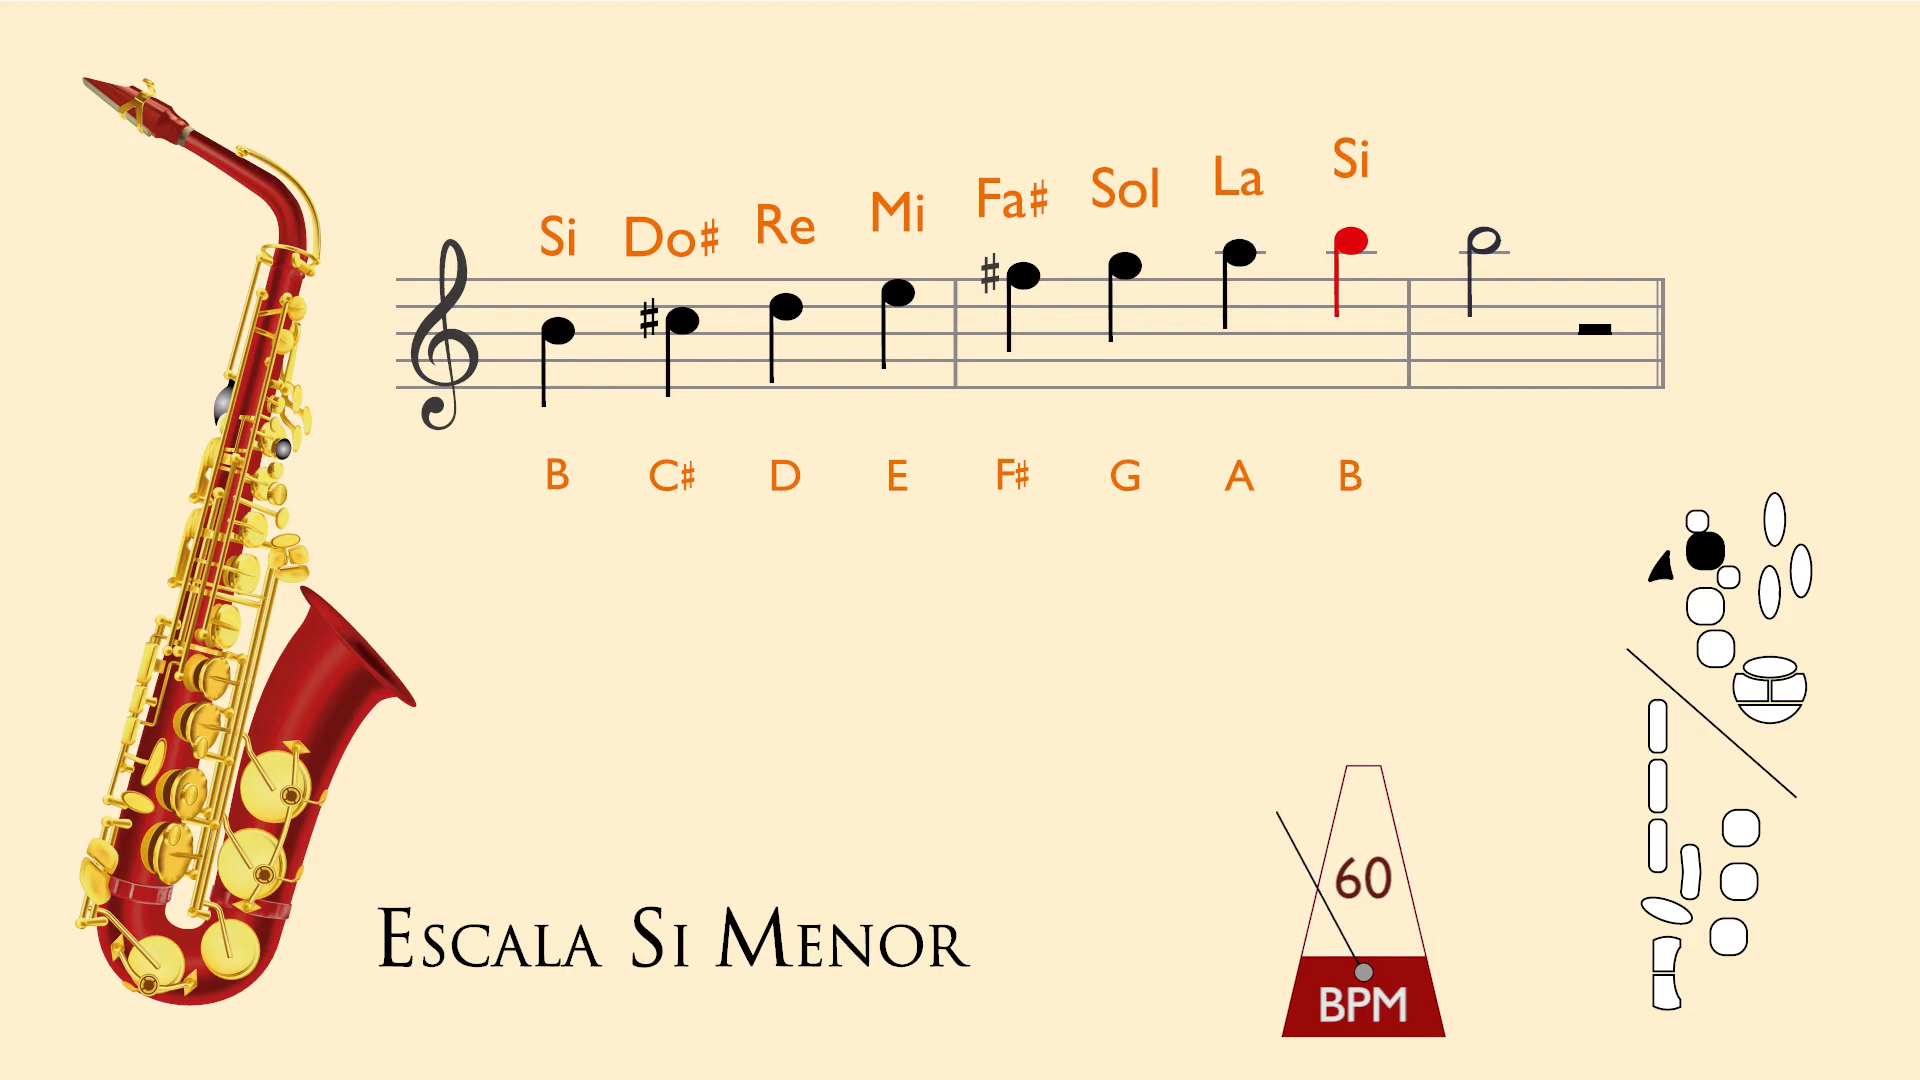 Si Do♯ Re Mi Fa♯ Sol La Si
B C♯ D E F♯ G A B
60
BPM
Escala Si Menor